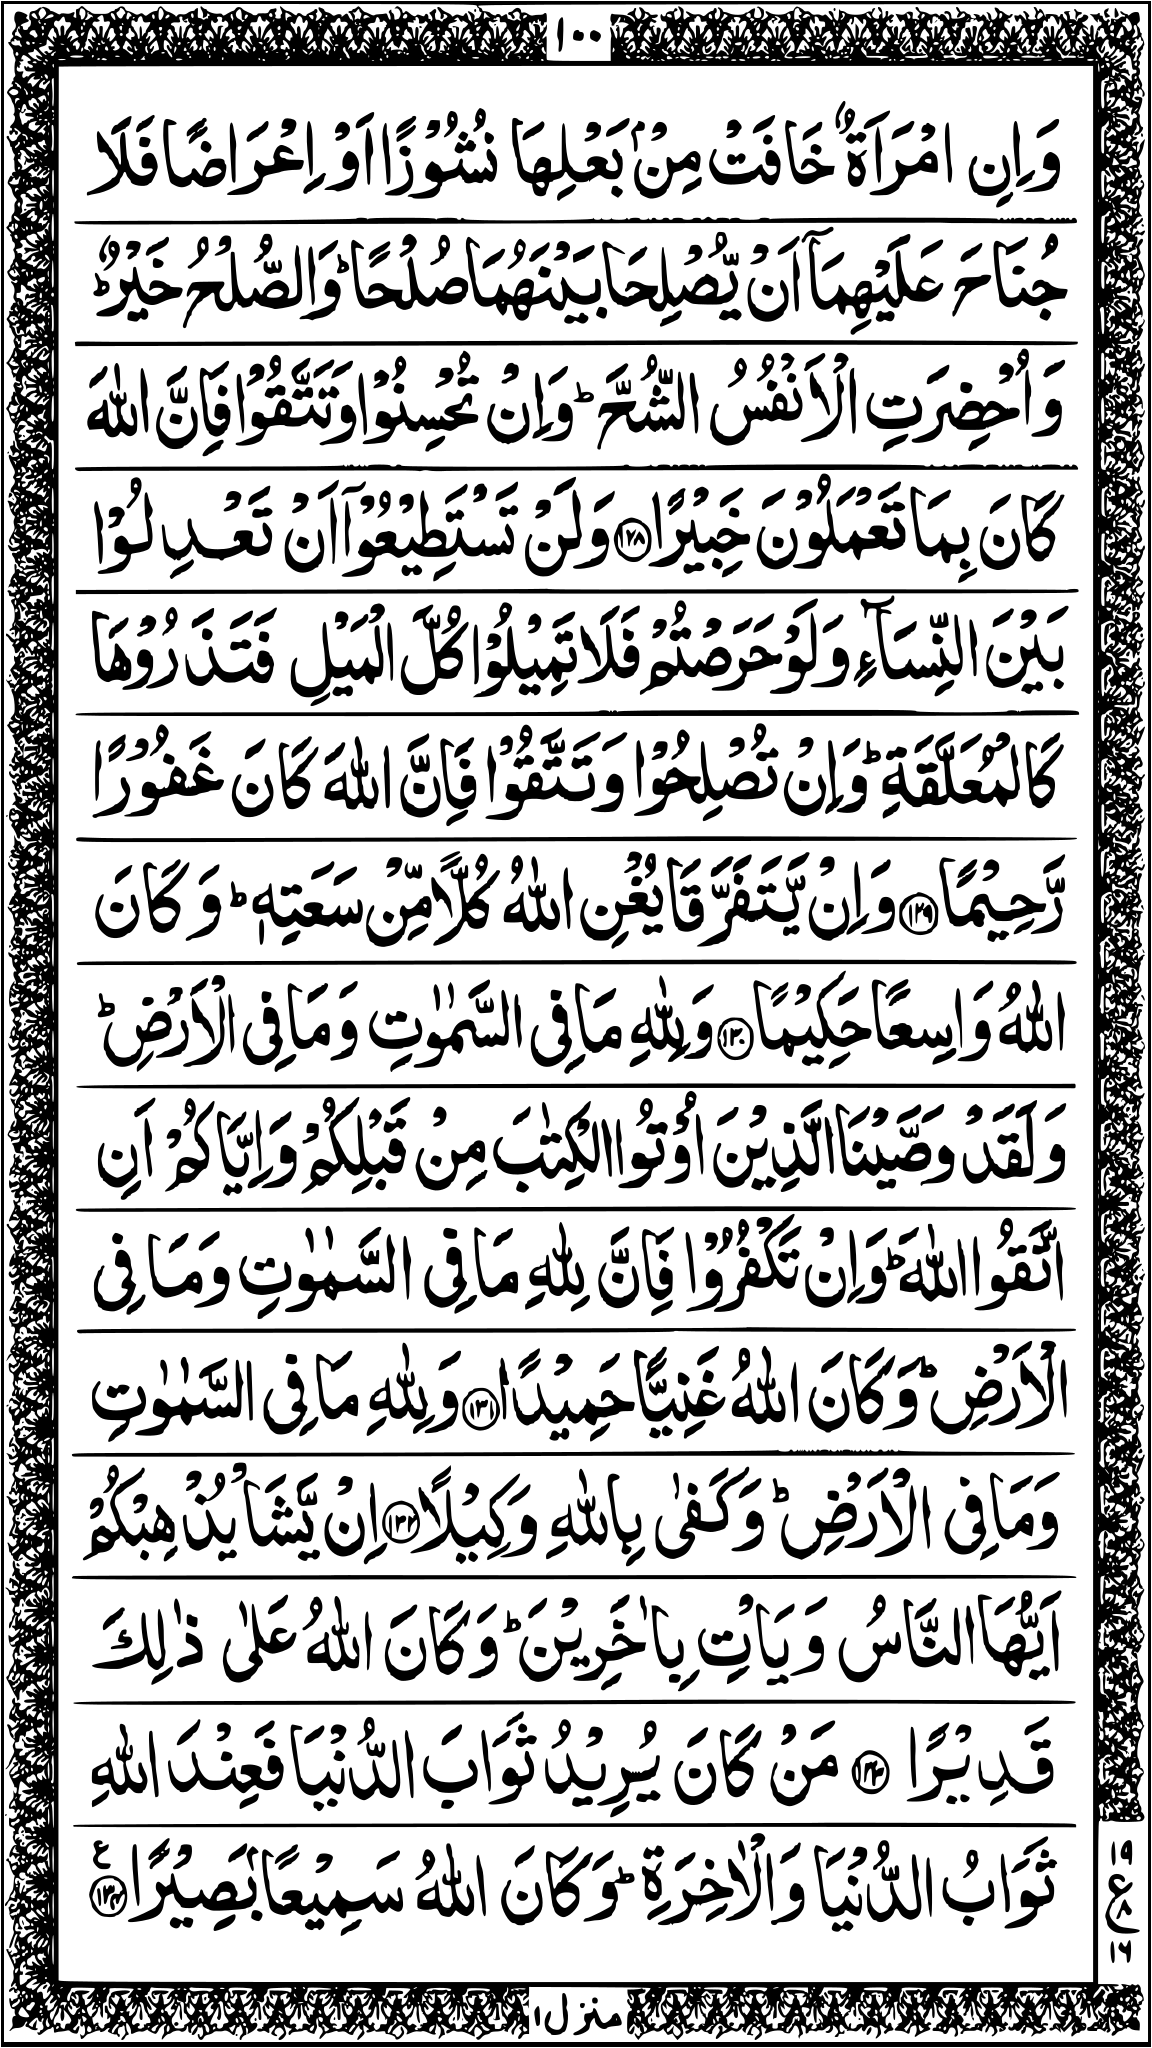 ١٠٠
وَاِنِ امْرَاَةٌ خَافَتْ مِنْۢ بَعْلِهَا نُشُوْزًا اَوْ اِعْرَاضًا فَلَا
جُنَاحَ عَلَيْهِمَاۤ اَنْ يُّصْلِحَا بَيْنَهُمَا صُلْحًا ؕ وَالصُّلْحُ خَيْرٌ ؕ
وَاُحْضِرَتِ الْاَنْفُسُ الشُّحَّ ؕ وَاِنْ تُحْسِنُوْا وَتَتَّقُوْا فَاِنَّ اللّٰهَ
كَانَ بِمَا تَعْمَلُوْنَ خَبِيْرًا ۝١٢٨ وَلَنْ تَسْتَطِيْعُوْۤا اَنْ تَعْدِلُوْا
بَيْنَ النِّسَآءِ وَلَوْ حَرَصْتُمْ فَلَا تَمِيْلُوْا كُلَّ الْمَيْلِ فَتَذَرُوْهَا
كَالْمُعَلَّقَةِ ؕ وَاِنْ تُصْلِحُوْا وَتَتَّقُوْا فَاِنَّ اللّٰهَ كَانَ غَفُوْرًا
رَّحِيْمًا ۝١٢٩ وَاِنْ يَّتَفَرَّقَا يُغْنِ اللّٰهُ كُلًّا مِّنْ سَعَتِهٖ ؕ وَكَانَ
اللّٰهُ وَاسِعًا حَكِيْمًا ۝١٣٠ وَلِلّٰهِ مَا فِى السَّمٰوٰتِ وَمَا فِى الْاَرْضِ ؕ
وَلَقَدْ وَصَّيْنَا الَّذِيْنَ اُوْتُوا الْكِتٰبَ مِنْ قَبْلِكُمْ وَاِيَّاكُمْ اَنِ
اتَّقُوا اللّٰهَ ؕ وَاِنْ تَكْفُرُوْا فَاِنَّ لِلّٰهِ مَا فِى السَّمٰوٰتِ وَمَا فِى
الْاَرْضِ ؕ وَكَانَ اللّٰهُ غَنِيًّا حَمِيْدًا ۝١٣١ وَلِلّٰهِ مَا فِى السَّمٰوٰتِ
وَمَا فِى الْاَرْضِ ؕ وَكَفٰى بِاللّٰهِ وَكِيْلًا ۝١٣٢ اِنْ يَّشَاْ يُذْهِبْكُمْ
اَيُّهَا النَّاسُ وَيَاْتِ بِاٰخَرِيْنَ ؕ وَكَانَ اللّٰهُ عَلٰى ذٰلِكَ
قَدِيْرًا ۝١٣٣ مَنْ كَانَ يُرِيْدُ ثَوَابَ الدُّنْيَا فَعِنْدَ اللّٰهِ
ثَوَابُ الدُّنْيَا وَالْاٰخِرَةِ ؕ وَكَانَ اللّٰهُ سَمِيْعًۢا بَصِيْرًا ۝١٣٤ ع
١٩
ع
٨
١٦
منزل ١